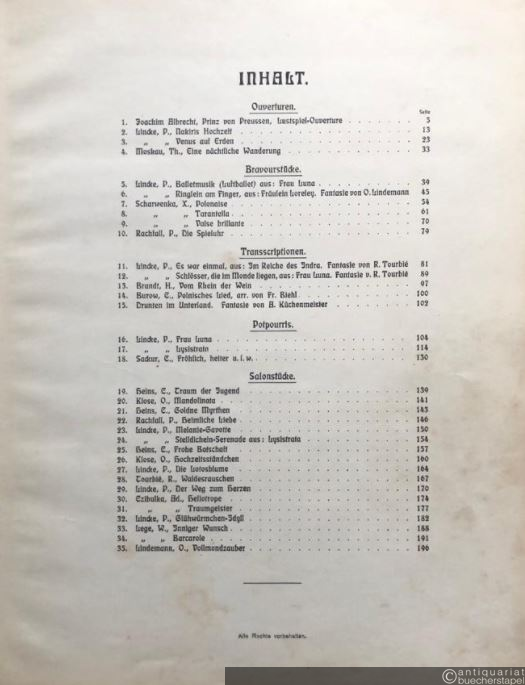 INHALT.
Ouverturen.
Seite
1. Joachim Albrecht, Prinz von Preussen, Lustspiel-Ouverture . . . . . . . 3
2. Lincke, P., Nakiris Hochzeit . . . . . . . 13
3. „ „ Venus auf Erden . . . . . . . 23
4. Moskau, Th., Eine nächtliche Wanderung . . . . . . . 33
Bravourstücke.
5. Lincke, P., Balletmusik (Luftballet) aus: Frau Luna . . . . . . . 39
6. „ „ Ringlein am Finger, aus: Fräulein Loreley. Fantasie von O. Lindemann 45
7. Scharwenka, X., Polonaise . . . . . . . 54
8. „ „ Tarantella . . . . . . . 61
9. „ „ Valse brillante . . . . . . . 70
10. Rachfall, P., Die Spieluhr . . . . . . . 79
Transscriptionen.
11. Lincke, P., Es war einmal, aus: Im Reiche des Indra. Fantasie von R. Tourbié 81
12. „ „ Schlösser, die im Monde liegen, aus: Frau Luna. Fantasie v. R. Tourbié 89
13. Brandt, H., Vom Rhein der Wein . . . . . . . 97
14. Burow, C., Polnisches Lied, arr. von Fr. Biehl . . . . . . . 100
15. Drunten im Unterland. Fantasie von B. Küchenmeister . . . . . . . 102
Potpourris.
16. Lincke, P., Frau Luna . . . . . . . 104
17. „ „ Lysistrata . . . . . . . 114
18. Sadkur, C., Fröhlich, heiter u. s. w. . . . . . . . 130
Salonstücke.
19. Heins, C., Traum der Jugend . . . . . . . 139
20. Klose, O., Mandolinata . . . . . . . 141
21. Heins, C., Goldne Myrthen . . . . . . . 143
22. Rachfall, P., Heimliche Liebe . . . . . . . 146
23. Lincke, P., Melanie-Gavotte . . . . . . . 150
24. „ „ Stelldichein-Serenade aus: Lysistrata . . . . . . . 154
25. Heins, C., Frohe Botschaft . . . . . . . 157
26. Klose, O., Hochzeitsständchen . . . . . . . 160
27. Lincke, P., Die Lotosblume . . . . . . . 164
28. Tourbié, R., Waldesrauschen . . . . . . . 167
29. Lincke, P., Der Weg zum Herzen . . . . . . . 170
30. Czibulka, Ad., Heliotrope . . . . . . . 174
31. „ „ Traumgeister . . . . . . . 177
32. Lincke, P., Glühwürmchen-Idyll . . . . . . . 182
33. Lege, W., Inniger Wunsch . . . . . . . 188
34. „ „ Barcarole . . . . . . . 191
35. Lindemann, O., Vollmondzauber . . . . . . . 196
Alle Rechte vorbehalten.
© antiquariat
buecherstapel